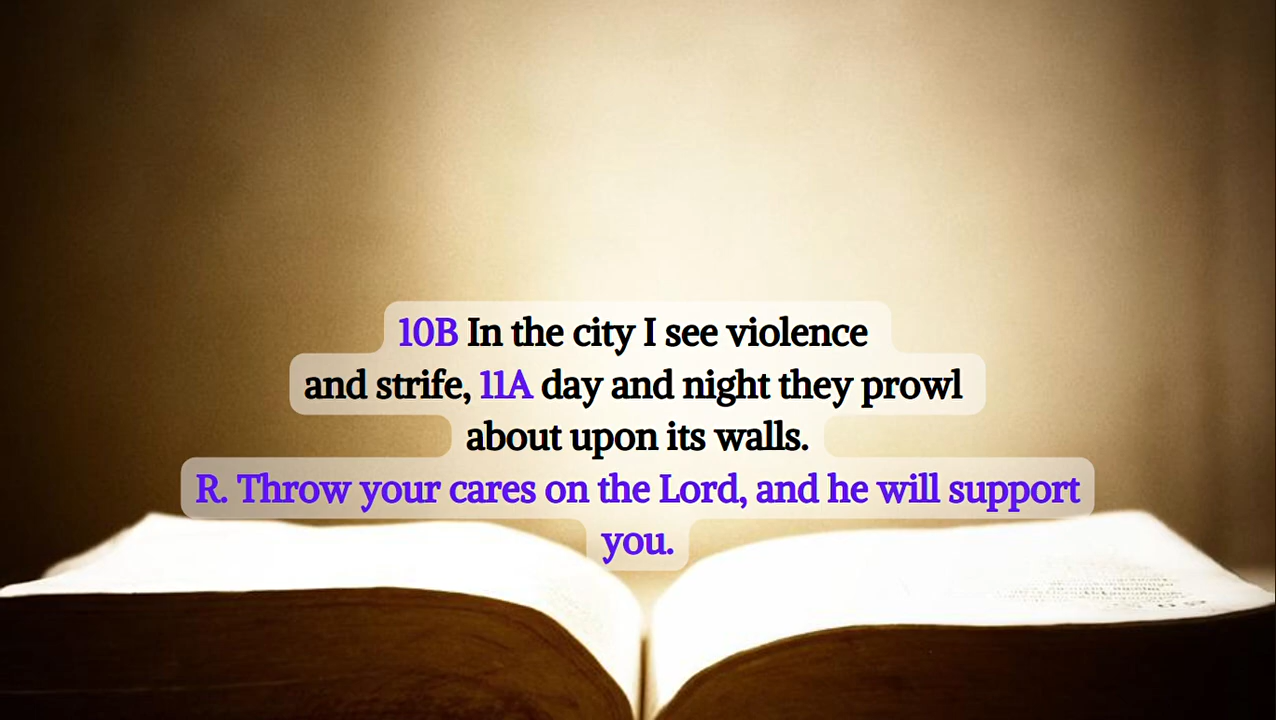 10B In the city I see violence
and strife, 11A day and night they prowl
about upon its walls.
R. Throw your cares on the Lord, and he will support
you.